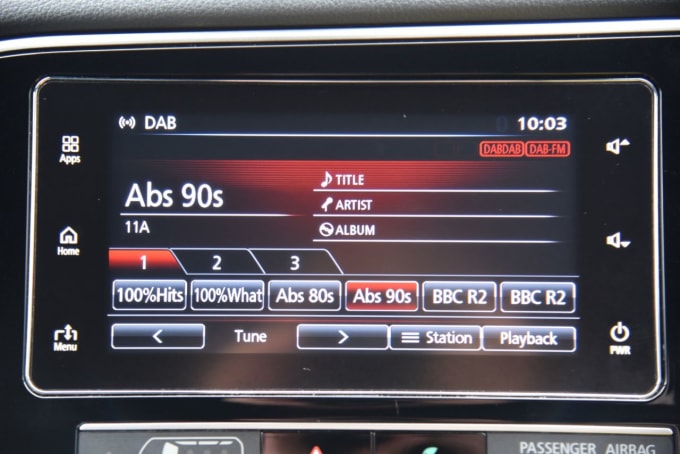 DAB 10:03
DABDAB DAB-FM
Apps
TITLE
Abs 90s
ARTIST
11A
ALBUM
Home
1 2 3
100%Hits 100%What Abs 80s Abs 90s BBC R2 BBC R2
Menu
< Tune > Station Playback
PWR
PASSENGER AIRBAG